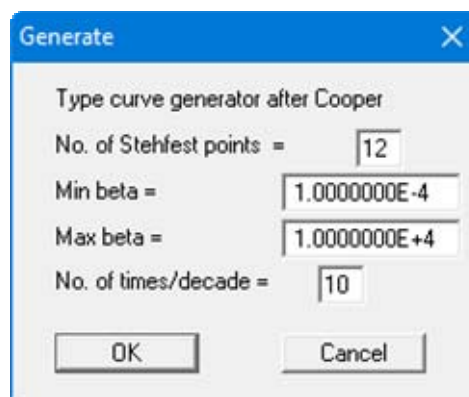 Generate
Type curve generator after Cooper
No. of Stehfest points = 12
Min beta = 1.0000000E-4
Max beta = 1.0000000E+4
No. of times/decade = 10
OK Cancel